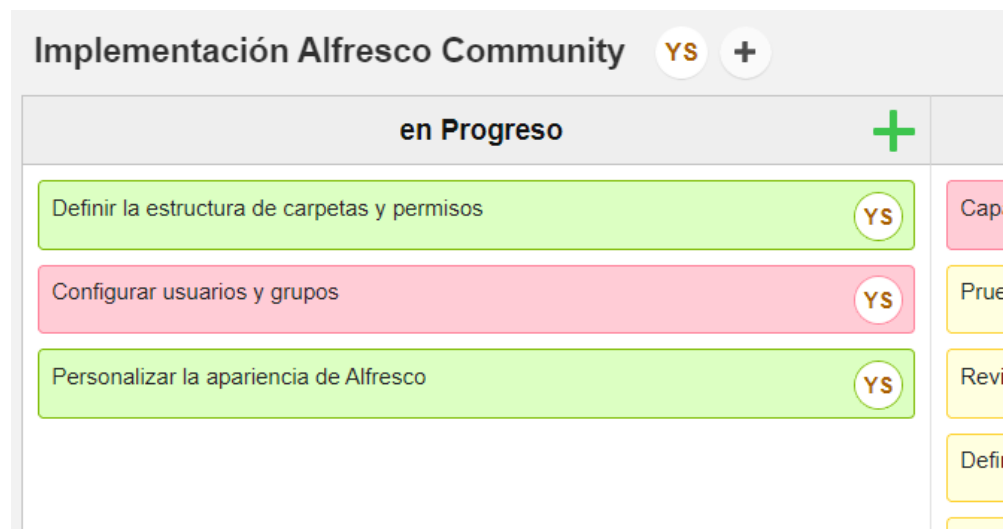 Implementación Alfresco Community YS +
en Progreso
Definir la estructura de carpetas y permisos YS
Configurar usuarios y grupos YS
Personalizar la apariencia de Alfresco YS